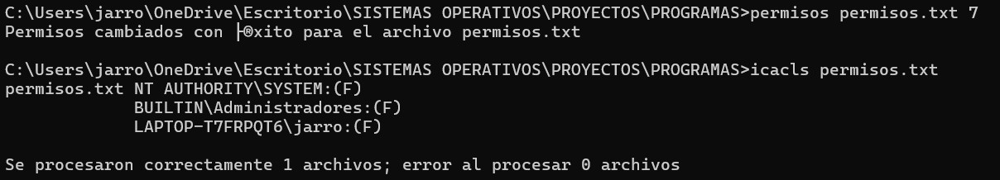 C:\Users\jarro\OneDrive\Escritorio\SISTEMAS OPERATIVOS\PROYECTOS\PROGRAMAS>permisos permisos.txt 7
Permisos cambiados con ├®xito para el archivo permisos.txt
C:\Users\jarro\OneDrive\Escritorio\SISTEMAS OPERATIVOS\PROYECTOS\PROGRAMAS>icacls permisos.txt
permisos.txt NT AUTHORITY\SYSTEM:(F)
BUILTIN\Administradores:(F)
LAPTOP-T7FRPQT6\jarro:(F)
Se procesaron correctamente 1 archivos; error al procesar 0 archivos